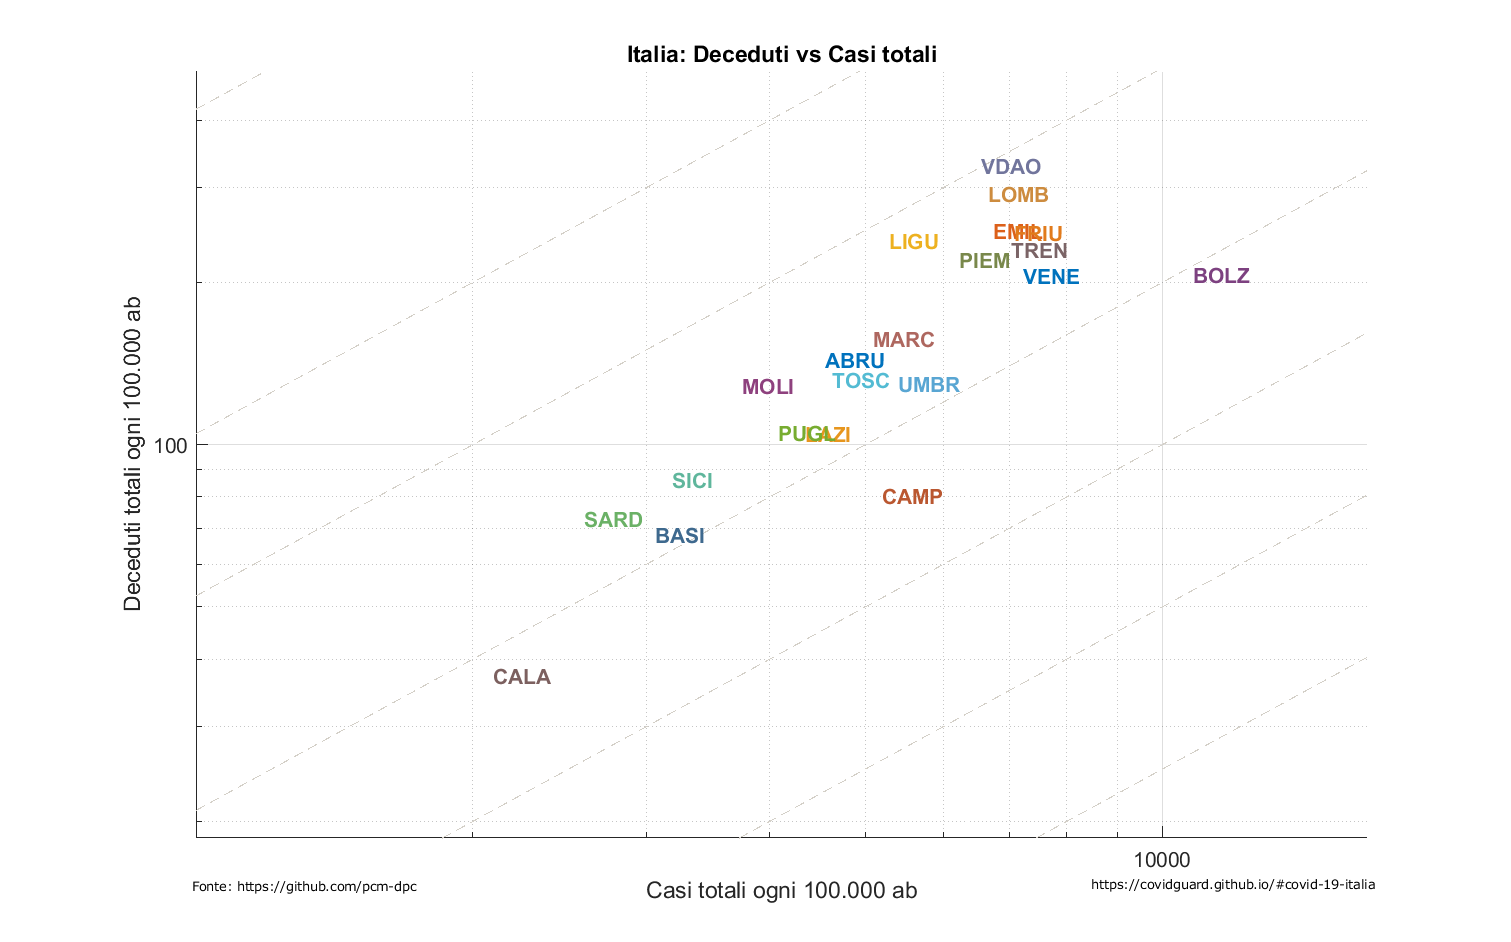 Italia: Deceduti vs Casi totali
VDAO
LOMB
EMIL
FRIU
LIGU
TREN
PIEM
VENE
BOLZ
MARC
ABRU
TOSC
UMBR
MOLI
PUGL
LAZI
SICI
CAMP
SARD
BASI
CALA
Deceduti totali ogni 100.000 ab
100
10000
Casi totali ogni 100.000 ab
Fonte: https://github.com/pcm-dpc
https://covidguard.github.io/#covid-19-italia